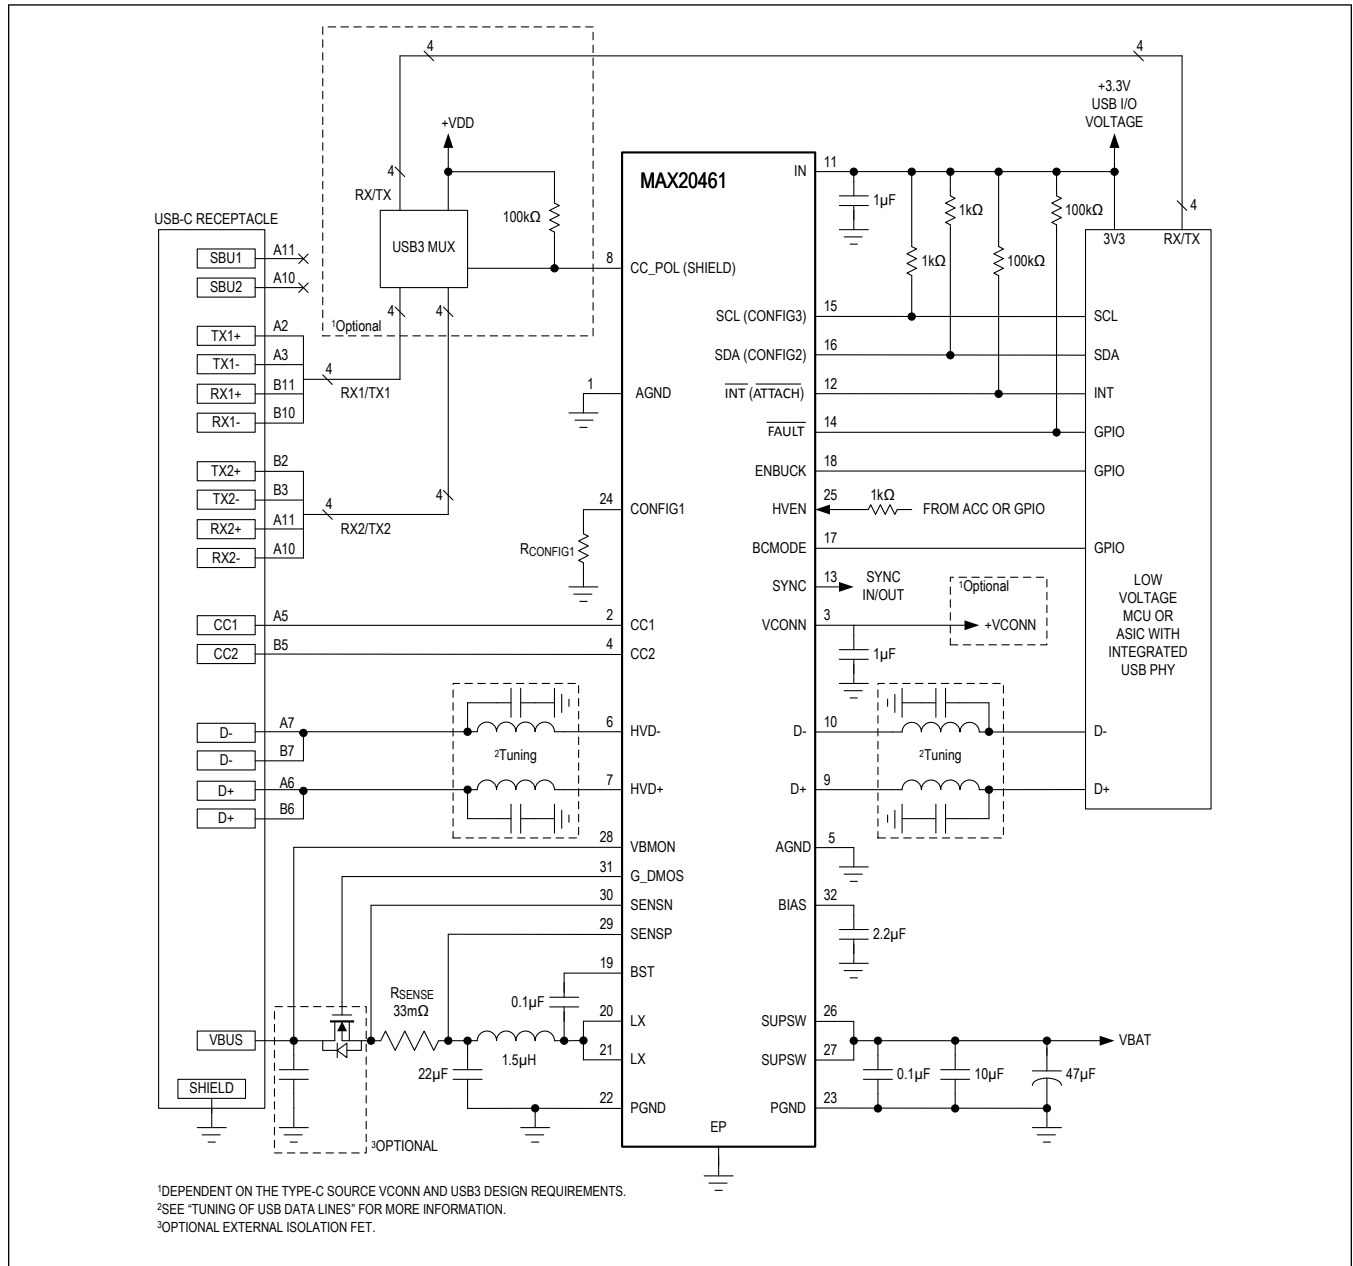 4
4
+3.3V
USB I/O
VOLTAGE
+VDD
4
RX/TX
100kΩ
USB3 MUX
4
4
¹Optional
MAX20461
IN
11
1µF
1kΩ
1kΩ
100kΩ
100kΩ
4
3V3
RX/TX
USB-C RECEPTACLE
SBU1
A11
SBU2
A10
TX1+
A2
TX1-
A3
RX1+
B11
RX1-
B10
4
RX1/TX1
TX2+
B2
TX2-
B3
RX2+
A11
RX2-
A10
4
RX2/TX2
4
8
CC_POL (SHIELD)
1
AGND
24
CONFIG1
RCONFIG1
SCL (CONFIG3)
15
SCL
SDA (CONFIG2)
16
SDA
INT (ATTACH)
12
INT
FAULT
14
GPIO
ENBUCK
18
GPIO
HVEN
25
1kΩ
FROM ACC OR GPIO
BCMODE
17
GPIO
SYNC
13
SYNC
IN/OUT
VCONN
3
¹Optional
+VCONN
1µF
LOW
VOLTAGE
MCU OR
ASIC WITH
INTEGRATED
USB PHY
CC1
A5
2
CC1
CC2
B5
4
CC2
D-
A7
D-
B7
D+
A6
D+
B6
²Tuning
6
HVD-
7
HVD+
D-
10
D+
9
²Tuning
D-
D+
28
VBMON
31
G_DMOS
30
SENSN
29
SENSP
19
BST
20
LX
21
LX
22
PGND
AGND
5
BIAS
32
2.2µF
SUPSW
26
SUPSW
27
PGND
23
VBAT
0.1µF
10µF
47µF
RSENSE
33mΩ
0.1µF
1.5µH
22µF
VBUS
SHIELD
³OPTIONAL
EP
¹DEPENDENT ON THE TYPE-C SOURCE VCONN AND USB3 DESIGN REQUIREMENTS.
²SEE “TUNING OF USB DATA LINES” FOR MORE INFORMATION.
³OPTIONAL EXTERNAL ISOLATION FET.